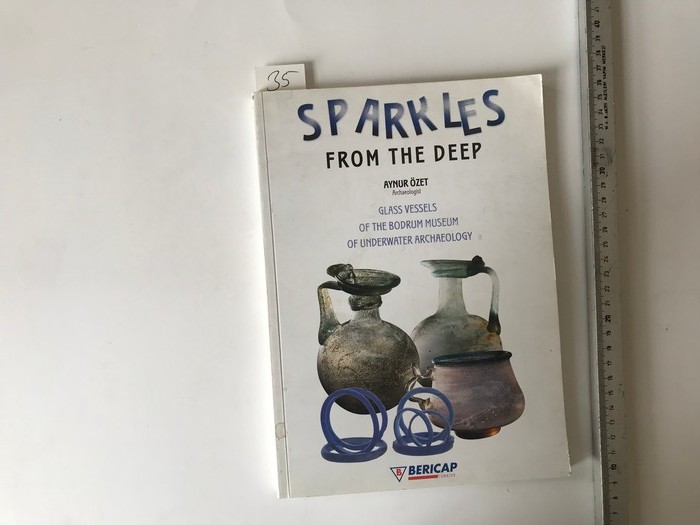 35
SPARKLES
FROM THE DEEP
AYNUR ÖZET
Archaeologist
GLASS VESSELS
OF THE BODRUM MUSEUM
OF UNDERWATER ARCHAEOLOGY
B BERICAP